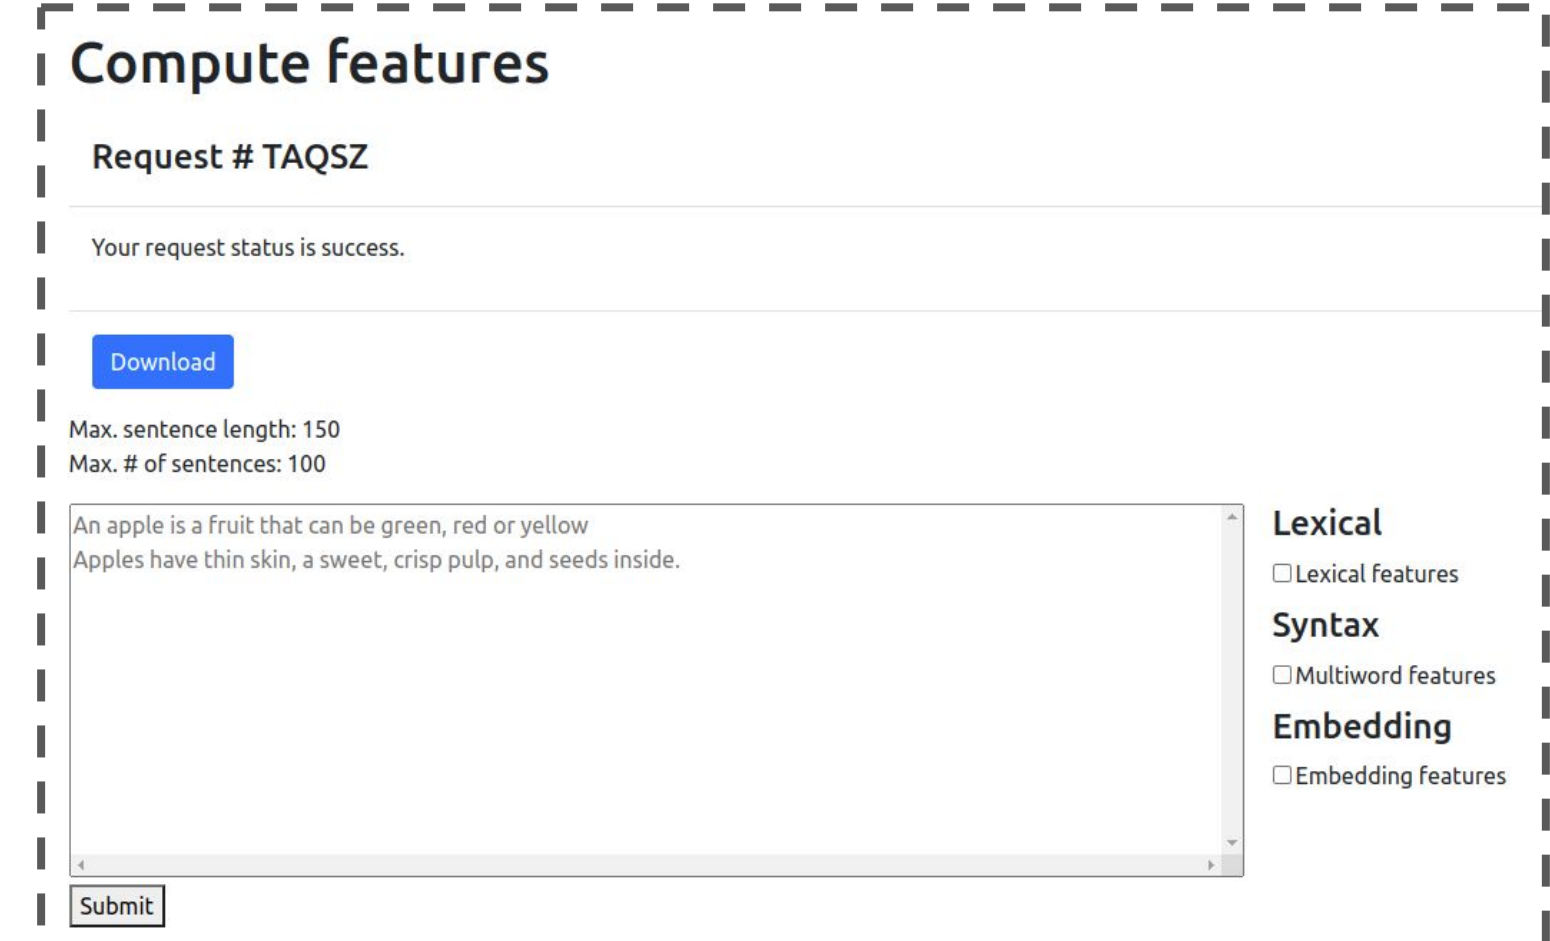 Compute features
Request # TAQSZ
Your request status is success.
Download
Max. sentence length: 150
Max. # of sentences: 100
An apple is a fruit that can be green, red or yellow
Apples have thin skin, a sweet, crisp pulp, and seeds inside.
Lexical
Lexical features
Syntax
Multiword features
Embedding
Embedding features
Submit